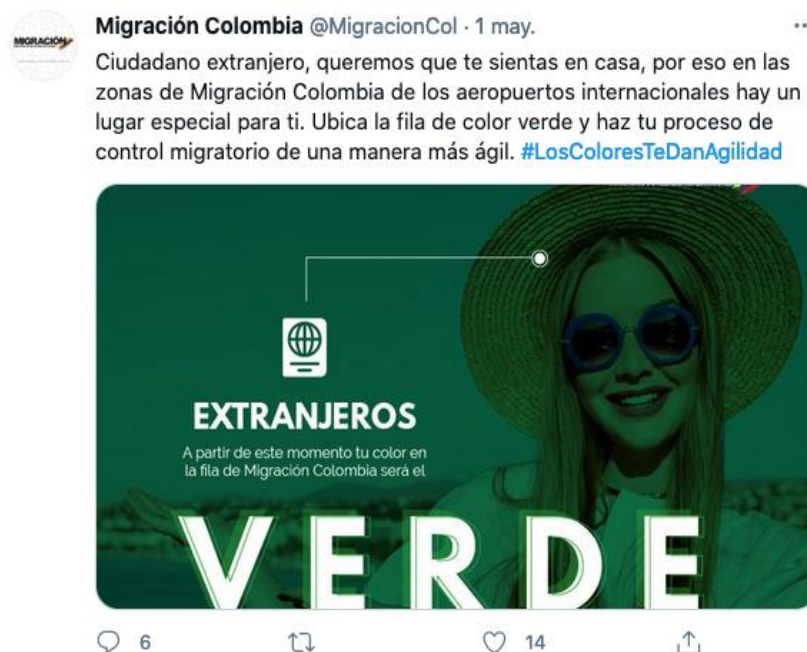 MIGRACIÓN
Migración Colombia @MigracionCol · 1 may.
Ciudadano extranjero, queremos que te sientas en casa, por eso en las
zonas de Migración Colombia de los aeropuertos internacionales hay un
lugar especial para ti. Ubica la fila de color verde y haz tu proceso de
control migratorio de una manera más ágil. #LosColoresTeDanAgilidad
EXTRANJEROS
A partir de este momento tu color en
la fila de Migración Colombia será el
VERDE
6
14